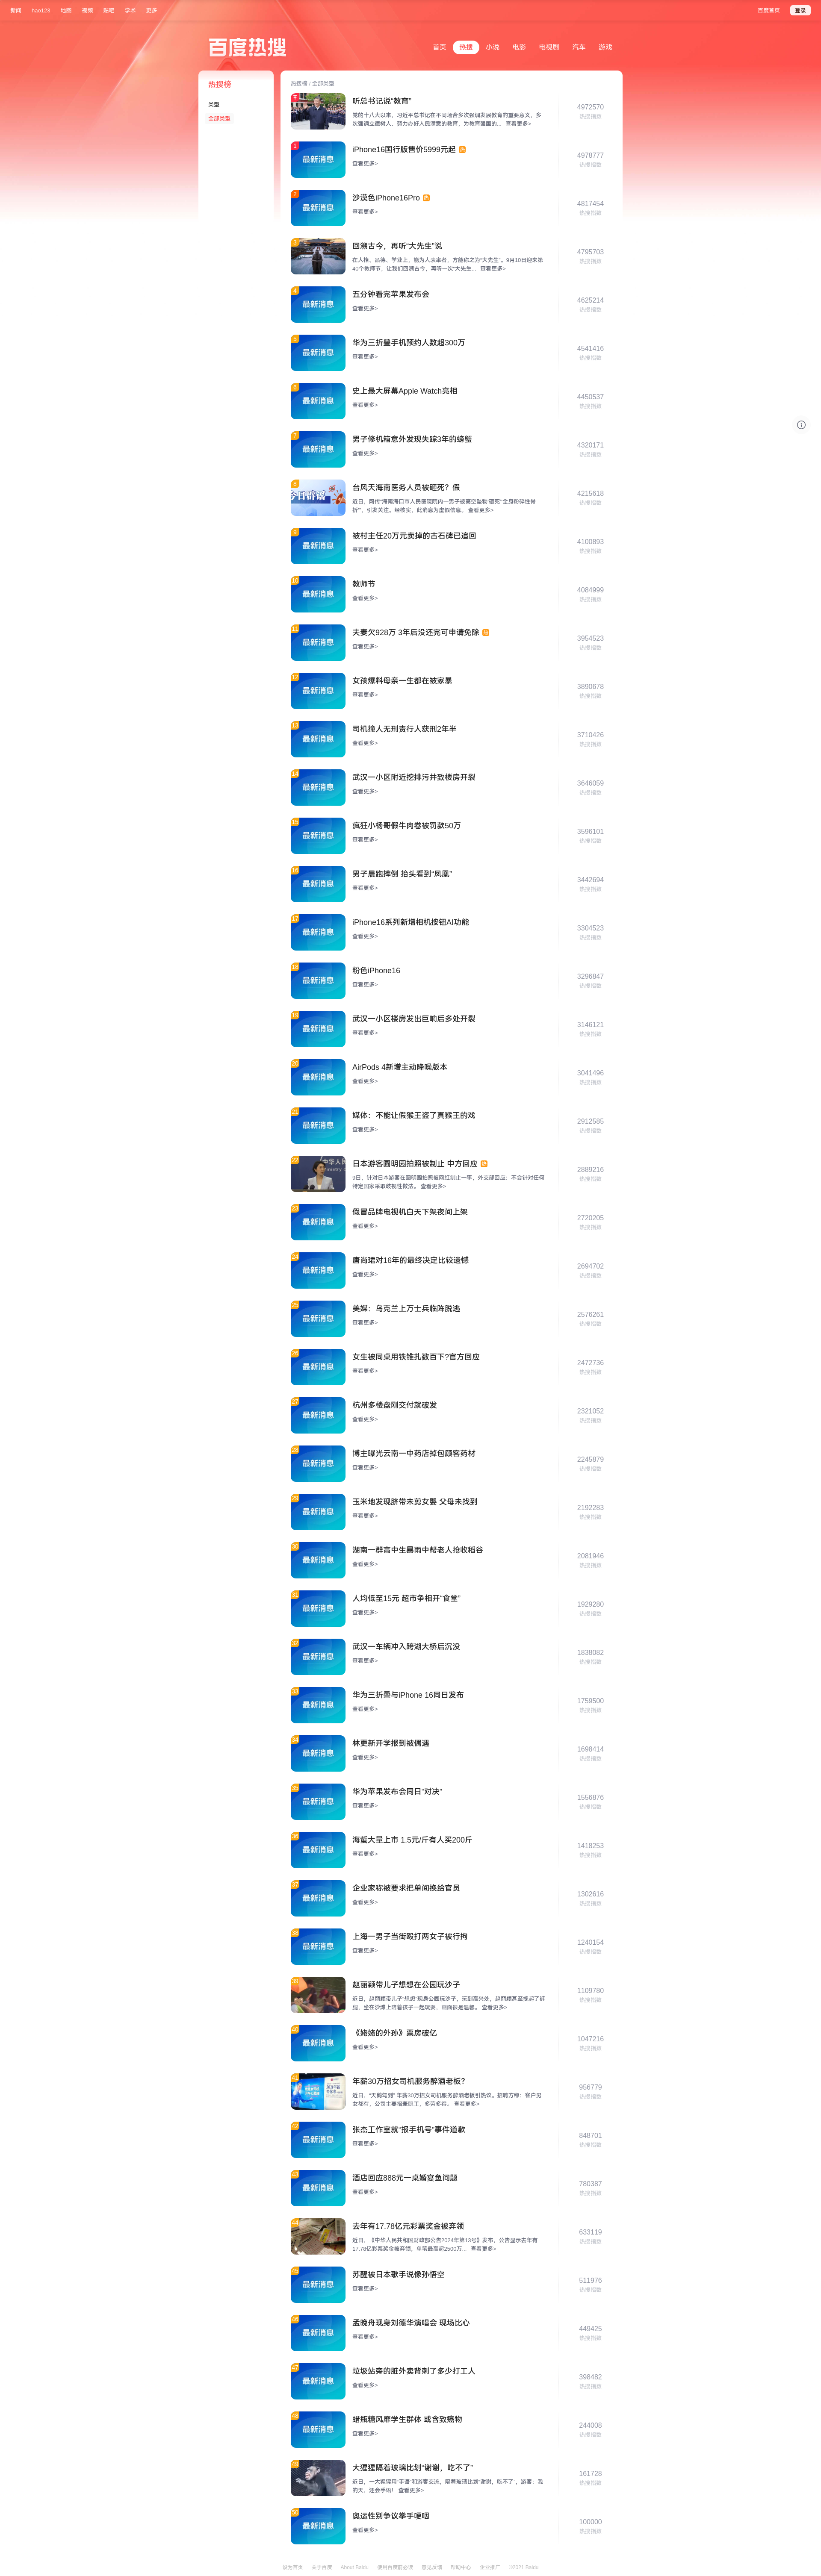 新闻 hao123 地图 视频 贴吧 学术 更多
百度首页 登录
百度热搜
首页 热搜 小说 电影 电视剧 汽车 游戏
热搜榜
类型
全部类型
热搜榜 / 全部类型
听总书记说“教育”
党的十八大以来，习近平总书记在不同场合多次强调发展教育的重要意义，多
次强调立德树人、努力办好人民满意的教育，为教育强国的... 查看更多>
4972570
热搜指数
1
最新消息
iPhone16国行版售价5999元起 热
查看更多>
4978777
热搜指数
2
最新消息
沙漠色iPhone16Pro 热
查看更多>
4817454
热搜指数
3
回溯古今，再听“大先生”说
在人格、品德、学业上，能为人表率者，方能称之为“大先生”。9月10日迎来第
40个教师节，让我们回溯古今，再听一次“大先生... 查看更多>
4795703
热搜指数
4
最新消息
五分钟看完苹果发布会
查看更多>
4625214
热搜指数
5
最新消息
华为三折叠手机预约人数超300万
查看更多>
4541416
热搜指数
6
最新消息
史上最大屏幕Apple Watch亮相
查看更多>
4450537
热搜指数
7
最新消息
男子修机箱意外发现失踪3年的螃蟹
查看更多>
4320171
热搜指数
8
台风天海南医务人员被砸死？假
近日，网传“海南海口市人民医院院内一男子被高空坠物‘砸死’‘全身粉碎性骨
折’”，引发关注。经核实，此消息为虚假信息。 查看更多>
4215618
热搜指数
9
最新消息
被村主任20万元卖掉的古石碑已追回
查看更多>
4100893
热搜指数
10
最新消息
教师节
查看更多>
4084999
热搜指数
11
最新消息
夫妻欠928万 3年后没还完可申请免除 热
查看更多>
3954523
热搜指数
12
最新消息
女孩爆料母亲一生都在被家暴
查看更多>
3890678
热搜指数
13
最新消息
司机撞人无刑责行人获刑2年半
查看更多>
3710426
热搜指数
14
最新消息
武汉一小区附近挖排污井致楼房开裂
查看更多>
3646059
热搜指数
15
最新消息
疯狂小杨哥假牛肉卷被罚款50万
查看更多>
3596101
热搜指数
16
最新消息
男子晨跑摔倒 抬头看到“凤凰”
查看更多>
3442694
热搜指数
17
最新消息
iPhone16系列新增相机按钮AI功能
查看更多>
3304523
热搜指数
18
最新消息
粉色iPhone16
查看更多>
3296847
热搜指数
19
最新消息
武汉一小区楼房发出巨响后多处开裂
查看更多>
3146121
热搜指数
20
最新消息
AirPods 4新增主动降噪版本
查看更多>
3041496
热搜指数
21
最新消息
媒体：不能让假猴王盗了真猴王的戏
查看更多>
2912585
热搜指数
22
日本游客圆明园拍照被制止 中方回应 热
9日，针对日本游客在圆明园拍照被网红制止一事，外交部回应：不会针对任何
特定国家采取歧视性做法。 查看更多>
2889216
热搜指数
23
最新消息
假冒品牌电视机白天下架夜间上架
查看更多>
2720205
热搜指数
24
最新消息
唐尚珺对16年的最终决定比较遗憾
查看更多>
2694702
热搜指数
25
最新消息
美媒：乌克兰上万士兵临阵脱逃
查看更多>
2576261
热搜指数
26
最新消息
女生被同桌用铁锥扎数百下?官方回应
查看更多>
2472736
热搜指数
27
最新消息
杭州多楼盘刚交付就破发
查看更多>
2321052
热搜指数
28
最新消息
博主曝光云南一中药店掉包顾客药材
查看更多>
2245879
热搜指数
29
最新消息
玉米地发现脐带未剪女婴 父母未找到
查看更多>
2192283
热搜指数
30
最新消息
湖南一群高中生暴雨中帮老人抢收稻谷
查看更多>
2081946
热搜指数
31
最新消息
人均低至15元 超市争相开“食堂”
查看更多>
1929280
热搜指数
32
最新消息
武汉一车辆冲入跨湖大桥后沉没
查看更多>
1838082
热搜指数
33
最新消息
华为三折叠与iPhone 16同日发布
查看更多>
1759500
热搜指数
34
最新消息
林更新开学报到被偶遇
查看更多>
1698414
热搜指数
35
最新消息
华为苹果发布会同日“对决”
查看更多>
1556876
热搜指数
36
最新消息
海蜇大量上市 1.5元/斤有人买200斤
查看更多>
1418253
热搜指数
37
最新消息
企业家称被要求把单间换给官员
查看更多>
1302616
热搜指数
38
最新消息
上海一男子当街殴打两女子被行拘
查看更多>
1240154
热搜指数
39
赵丽颖带儿子想想在公园玩沙子
近日，赵丽颖带儿子“想想”现身公园玩沙子，玩到高兴处，赵丽颖甚至挽起了裤
腿，坐在沙滩上陪着孩子一起玩耍，画面很是温馨。 查看更多>
1109780
热搜指数
40
最新消息
《姥姥的外孙》票房破亿
查看更多>
1047216
热搜指数
41
年薪30万招女司机服务醉酒老板？
近日，“天鹅驾到” 年薪30万招女司机服务醉酒老板引热议。招聘方称：客户男
女都有，公司主要招募职工，多劳多得。 查看更多>
956779
热搜指数
42
最新消息
张杰工作室就“报手机号”事件道歉
查看更多>
848701
热搜指数
43
最新消息
酒店回应888元一桌婚宴鱼问题
查看更多>
780387
热搜指数
44
去年有17.78亿元彩票奖金被弃领
近日，《中华人民共和国财政部公告2024年第13号》发布，公告显示去年有
17.78亿彩票奖金被弃领，单笔最高超2500万... 查看更多>
633119
热搜指数
45
最新消息
苏醒被日本歌手说像孙悟空
查看更多>
511976
热搜指数
46
最新消息
孟晚舟现身刘德华演唱会 现场比心
查看更多>
449425
热搜指数
47
最新消息
垃圾站旁的脏外卖背刺了多少打工人
查看更多>
398482
热搜指数
48
最新消息
蜡瓶糖风靡学生群体 或含致癌物
查看更多>
244008
热搜指数
49
大猩猩隔着玻璃比划“谢谢，吃不了”
近日，一大猩猩用“手语”和游客交流，隔着玻璃比划“谢谢，吃不了”，游客：我
的天，还会手语！ 查看更多>
161728
热搜指数
50
最新消息
奥运性别争议拳手哽咽
查看更多>
100000
热搜指数
设为首页 关于百度 About Baidu 使用百度前必读 意见反馈 帮助中心 企业推广 ©2021 Baidu